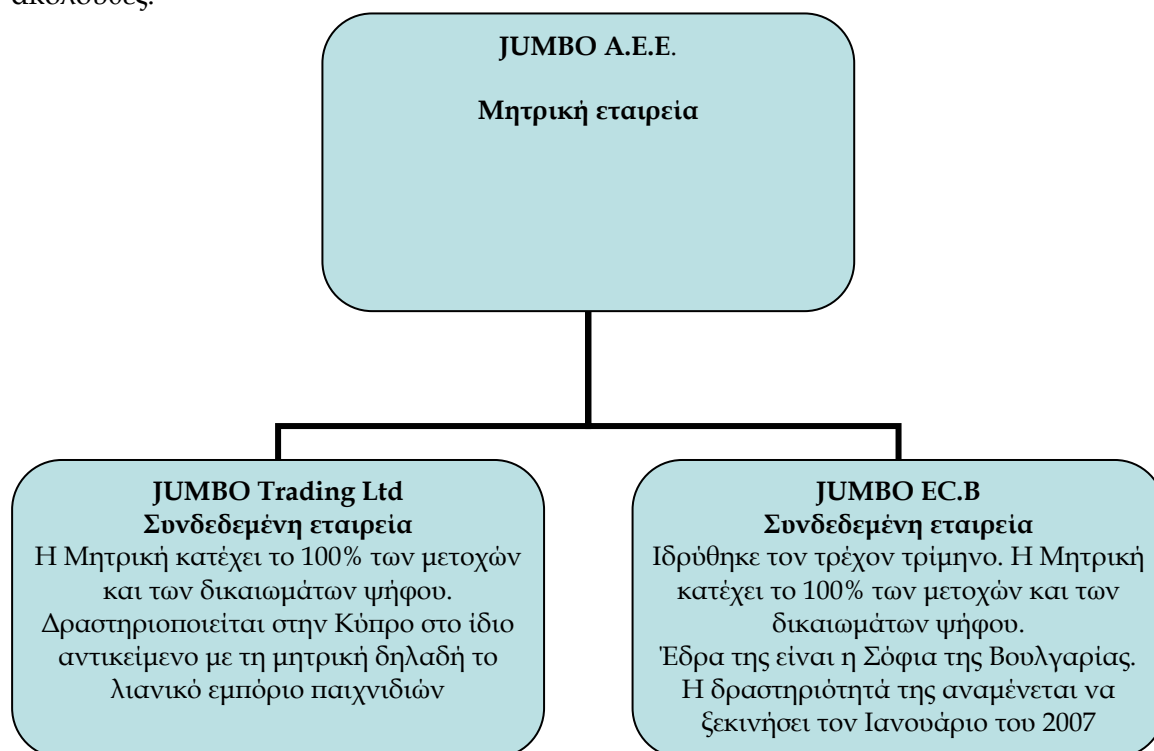 ακόλουθες.
JUMBO A.E.E.
Μητρική εταιρεία
JUMBO Trading Ltd
Συνδεδεμένη εταιρεία
Η Μητρική κατέχει το 100% των μετοχών
και των δικαιωμάτων ψήφου.
Δραστηριοποιείται στην Κύπρο στο ίδιο
αντικείμενο με τη μητρική δηλαδή το
λιανικό εμπόριο παιχνιδιών
JUMBO EC.B
Συνδεδεμένη εταιρεία
Ιδρύθηκε τον τρέχον τρίμηνο. Η Μητρική
κατέχει το 100% των μετοχών και των
δικαιωμάτων ψήφου.
Έδρα της είναι η Σόφια της Βουλγαρίας.
Η δραστηριότητά της αναμένεται να
ξεκινήσει τον Ιανουάριο του 2007